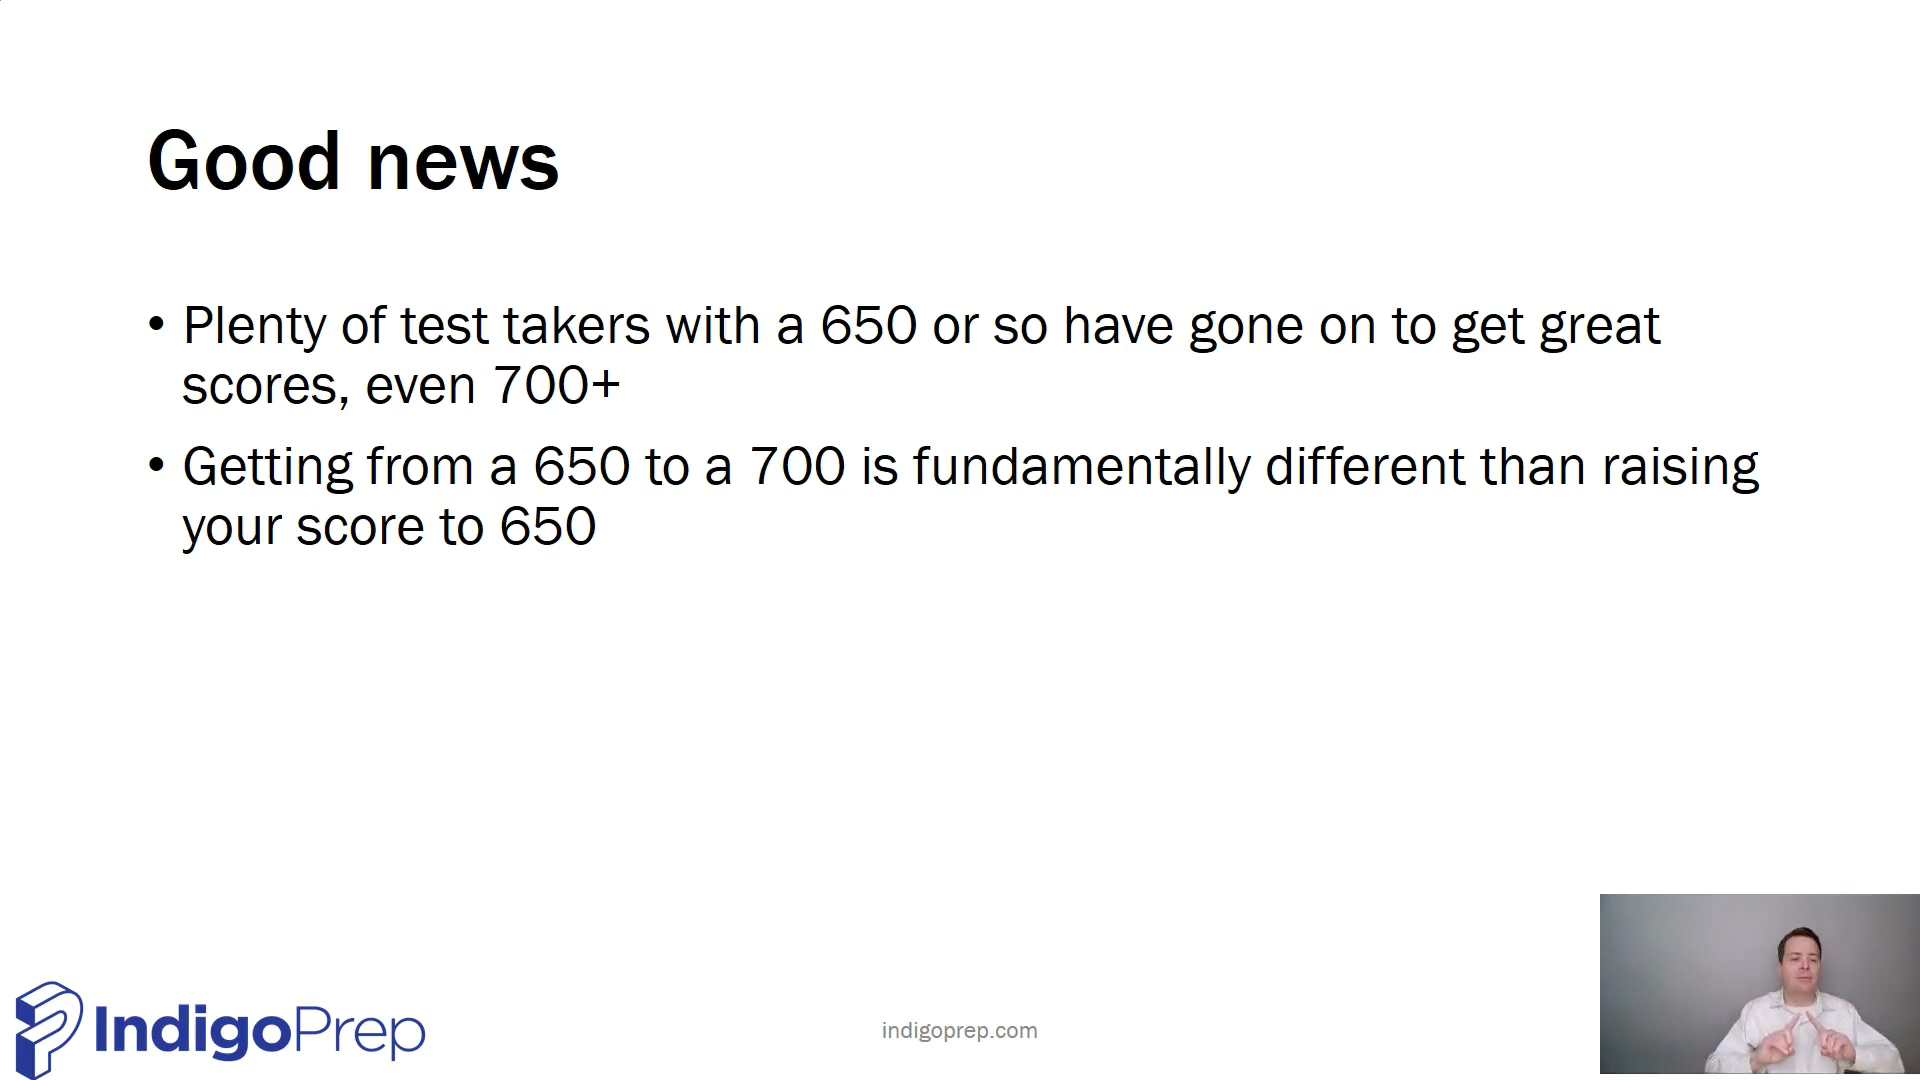 Good news
• Plenty of test takers with a 650 or so have gone on to get great
scores, even 700+
• Getting from a 650 to a 700 is fundamentally different than raising
your score to 650
IndigoPrep
indigoprep.com